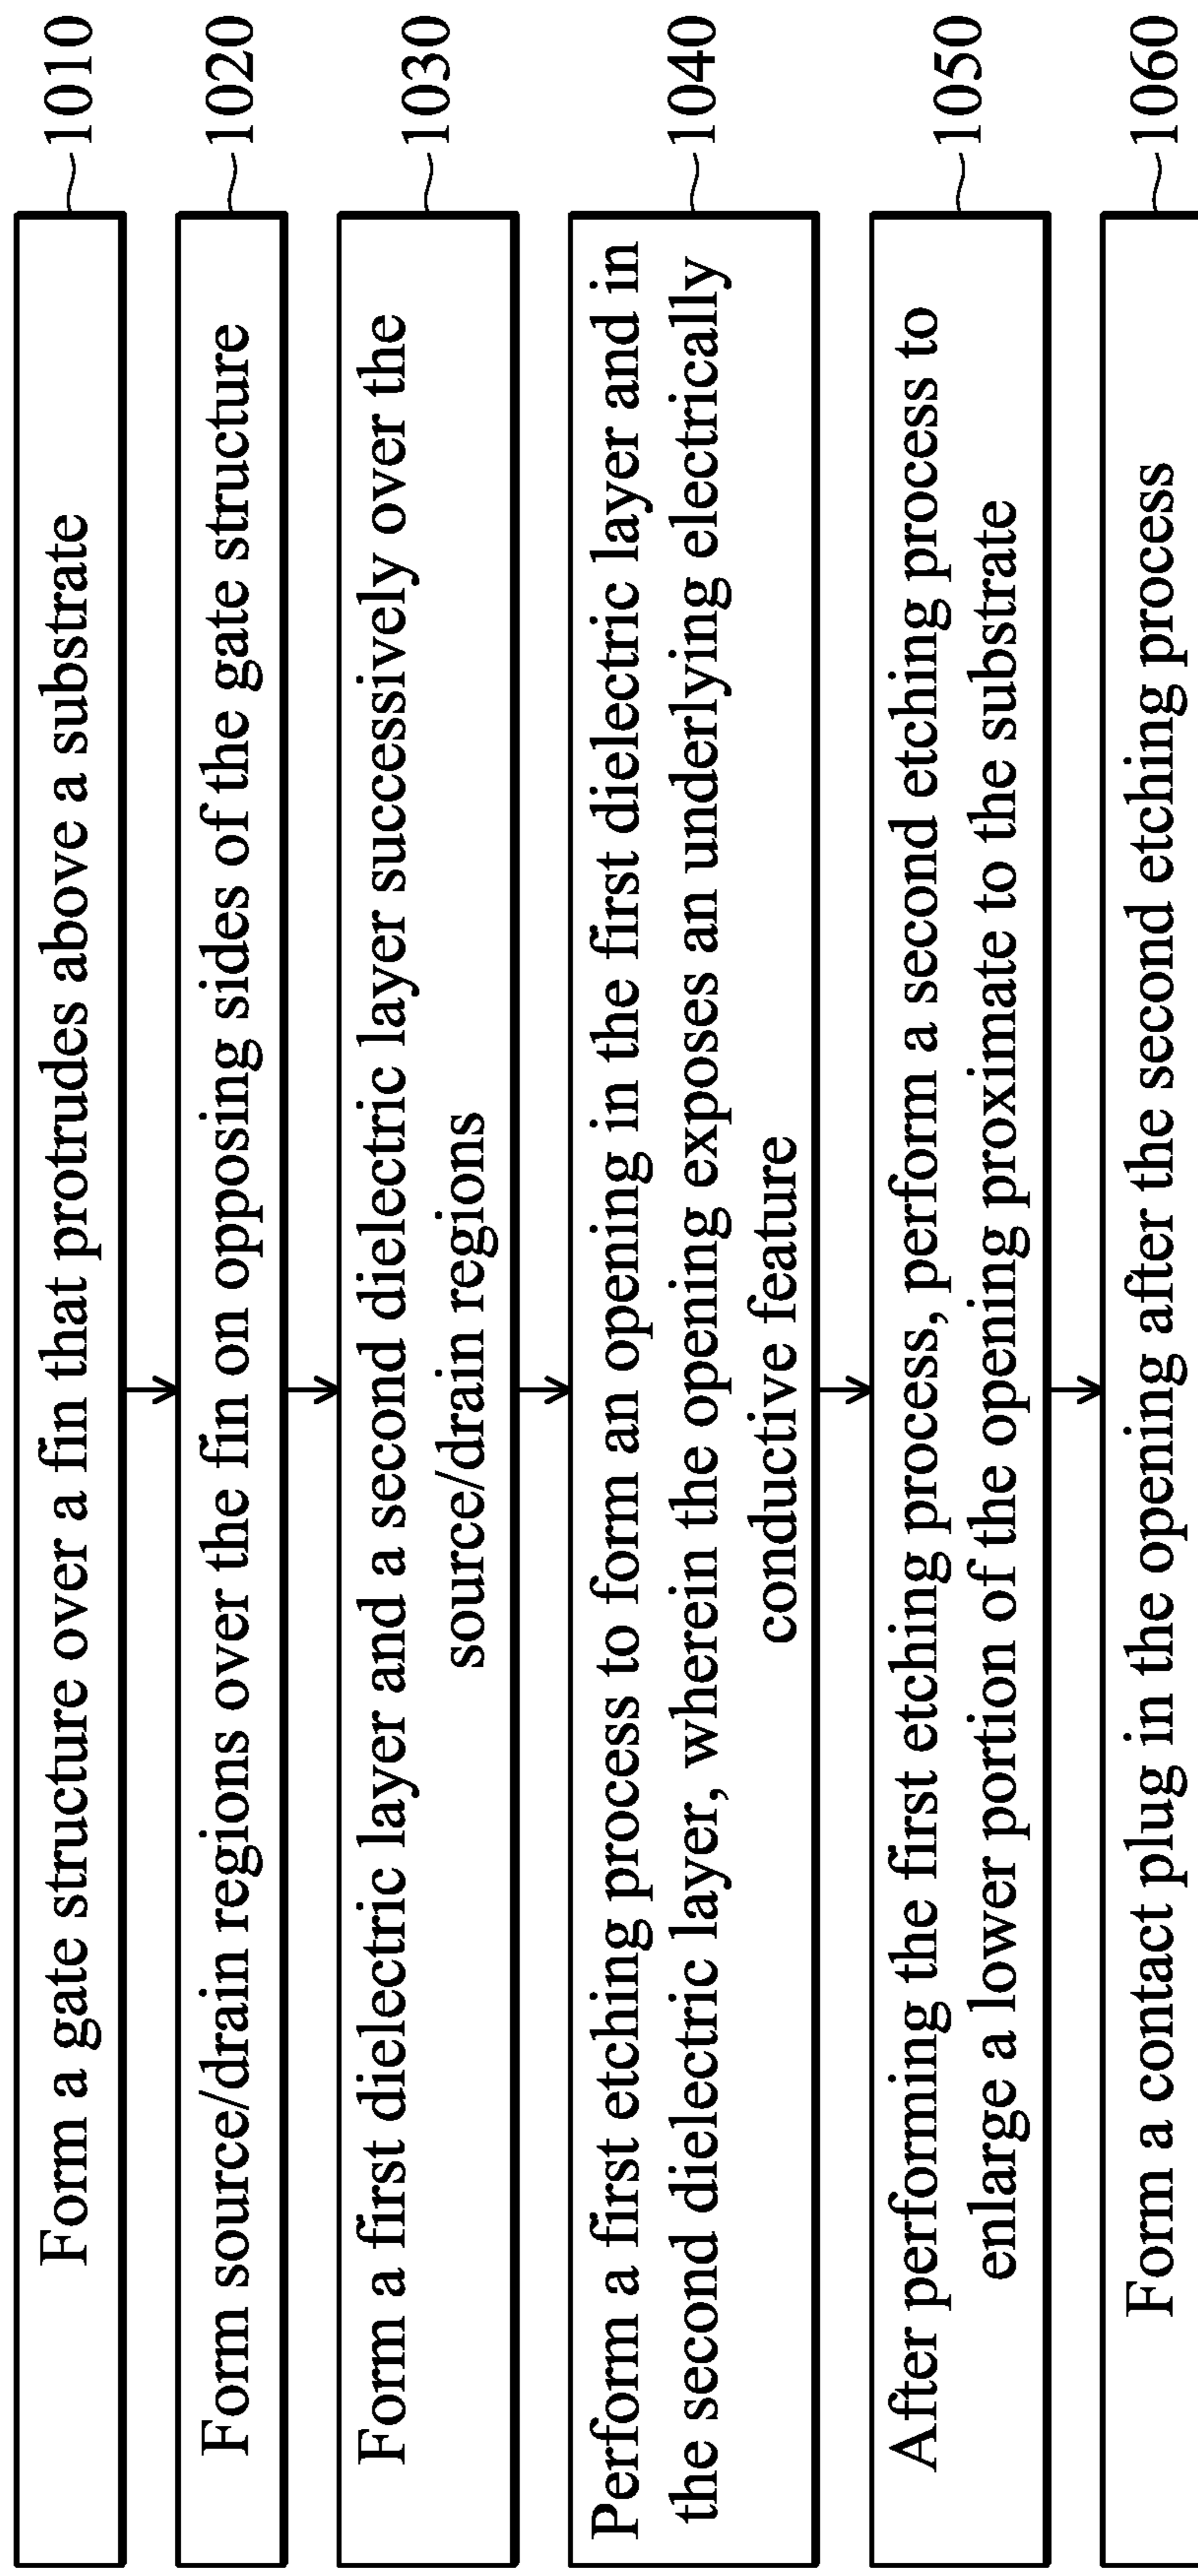 Form a gate structure over a fin that protrudes above a substrate
1010
Form source/drain regions over the fin on opposing sides of the gate structure
1020
Form a first dielectric layer and a second dielectric layer successively over the
source/drain regions
1030
Perform a first etching process to form an opening in the first dielectric layer and in
the second dielectric layer, wherein the opening exposes an underlying electrically
conductive feature
1040
After performing the first etching process, perform a second etching process to
enlarge a lower portion of the opening proximate to the substrate
1050
Form a contact plug in the opening after the second etching process
1060